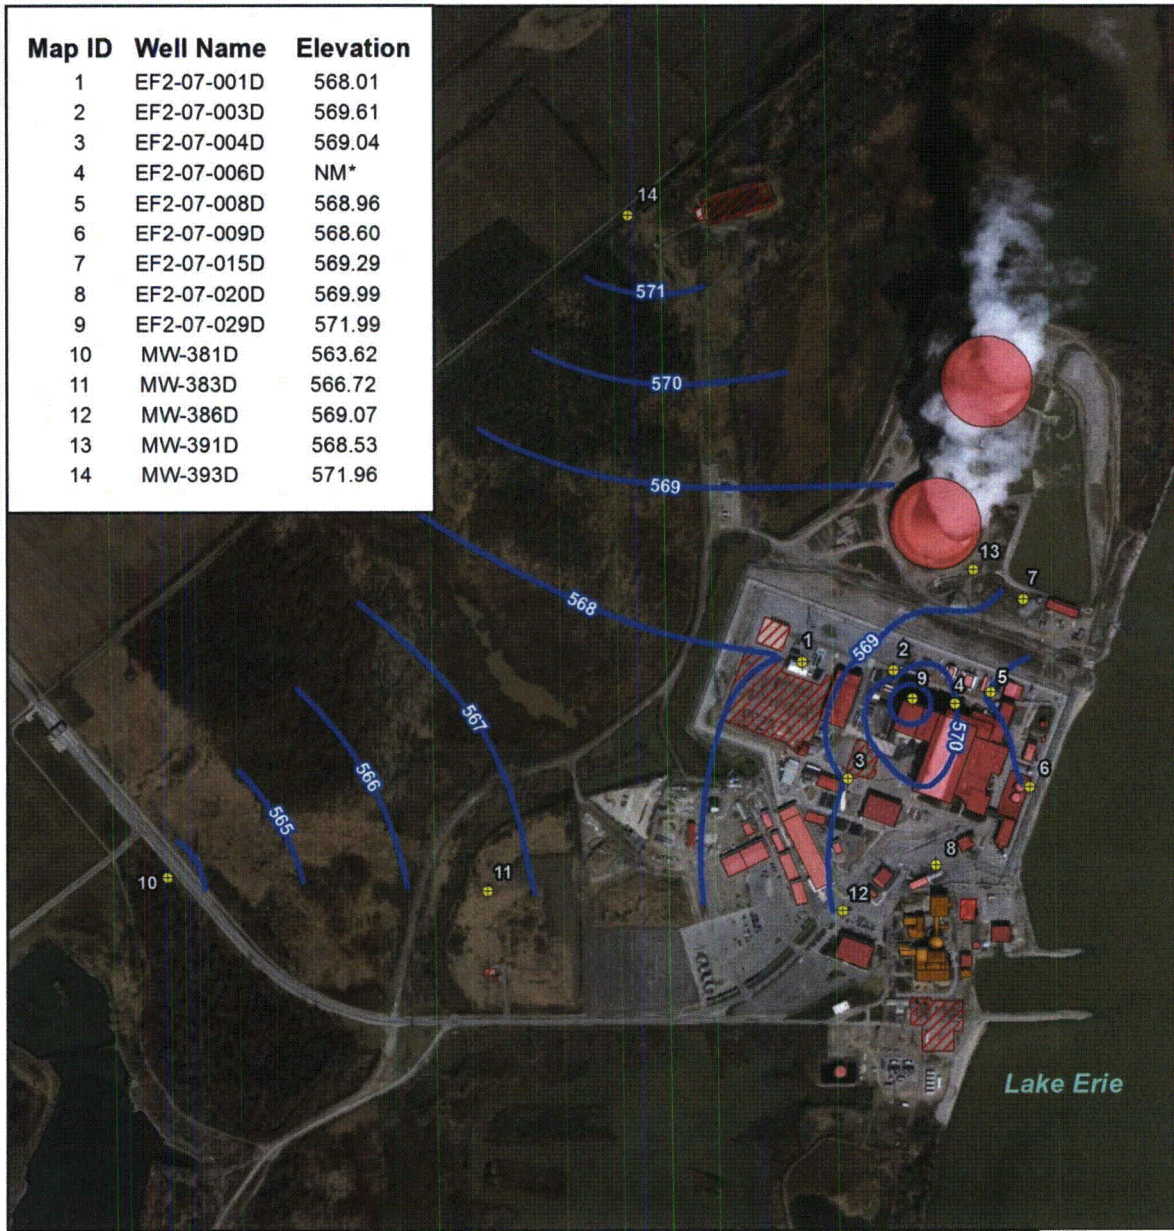 Map ID Well Name Elevation
1 EF2-07-001D 568.01
2 EF2-07-003D 569.61
3 EF2-07-004D 569.04
4 EF2-07-006D NM*
5 EF2-07-008D 568.96
6 EF2-07-009D 568.60
7 EF2-07-015D 569.29
8 EF2-07-020D 569.99
9 EF2-07-029D 571.99
10 MW-381D 563.62
11 MW-383D 566.72
12 MW-386D 569.07
13 MW-391D 568.53
14 MW-393D 571.96
14
571
570
569
13
7
568
1
569
2
5
9
4
567
570
566
3
6
565
8
10
11
12
Lake Erie